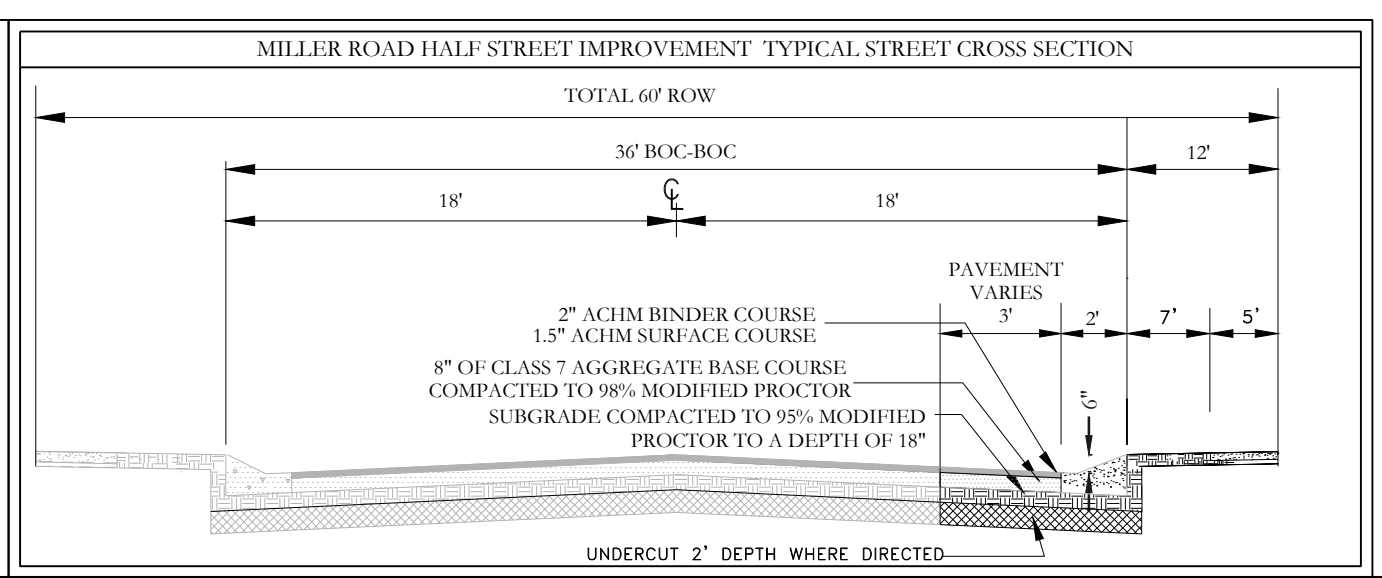 MILLER ROAD HALF STREET IMPROVEMENT TYPICAL STREET CROSS SECTION
TOTAL 60' ROW
36' BOC-BOC
12'
18'
℄
18'
PAVEMENT
VARIES
3'
2'
7'
5'
2" ACHM BINDER COURSE
1.5" ACHM SURFACE COURSE
8" OF CLASS 7 AGGREGATE BASE COURSE
COMPACTED TO 98% MODIFIED PROCTOR
SUBGRADE COMPACTED TO 95% MODIFIED
PROCTOR TO A DEPTH OF 18"
6"
UNDERCUT 2' DEPTH WHERE DIRECTED